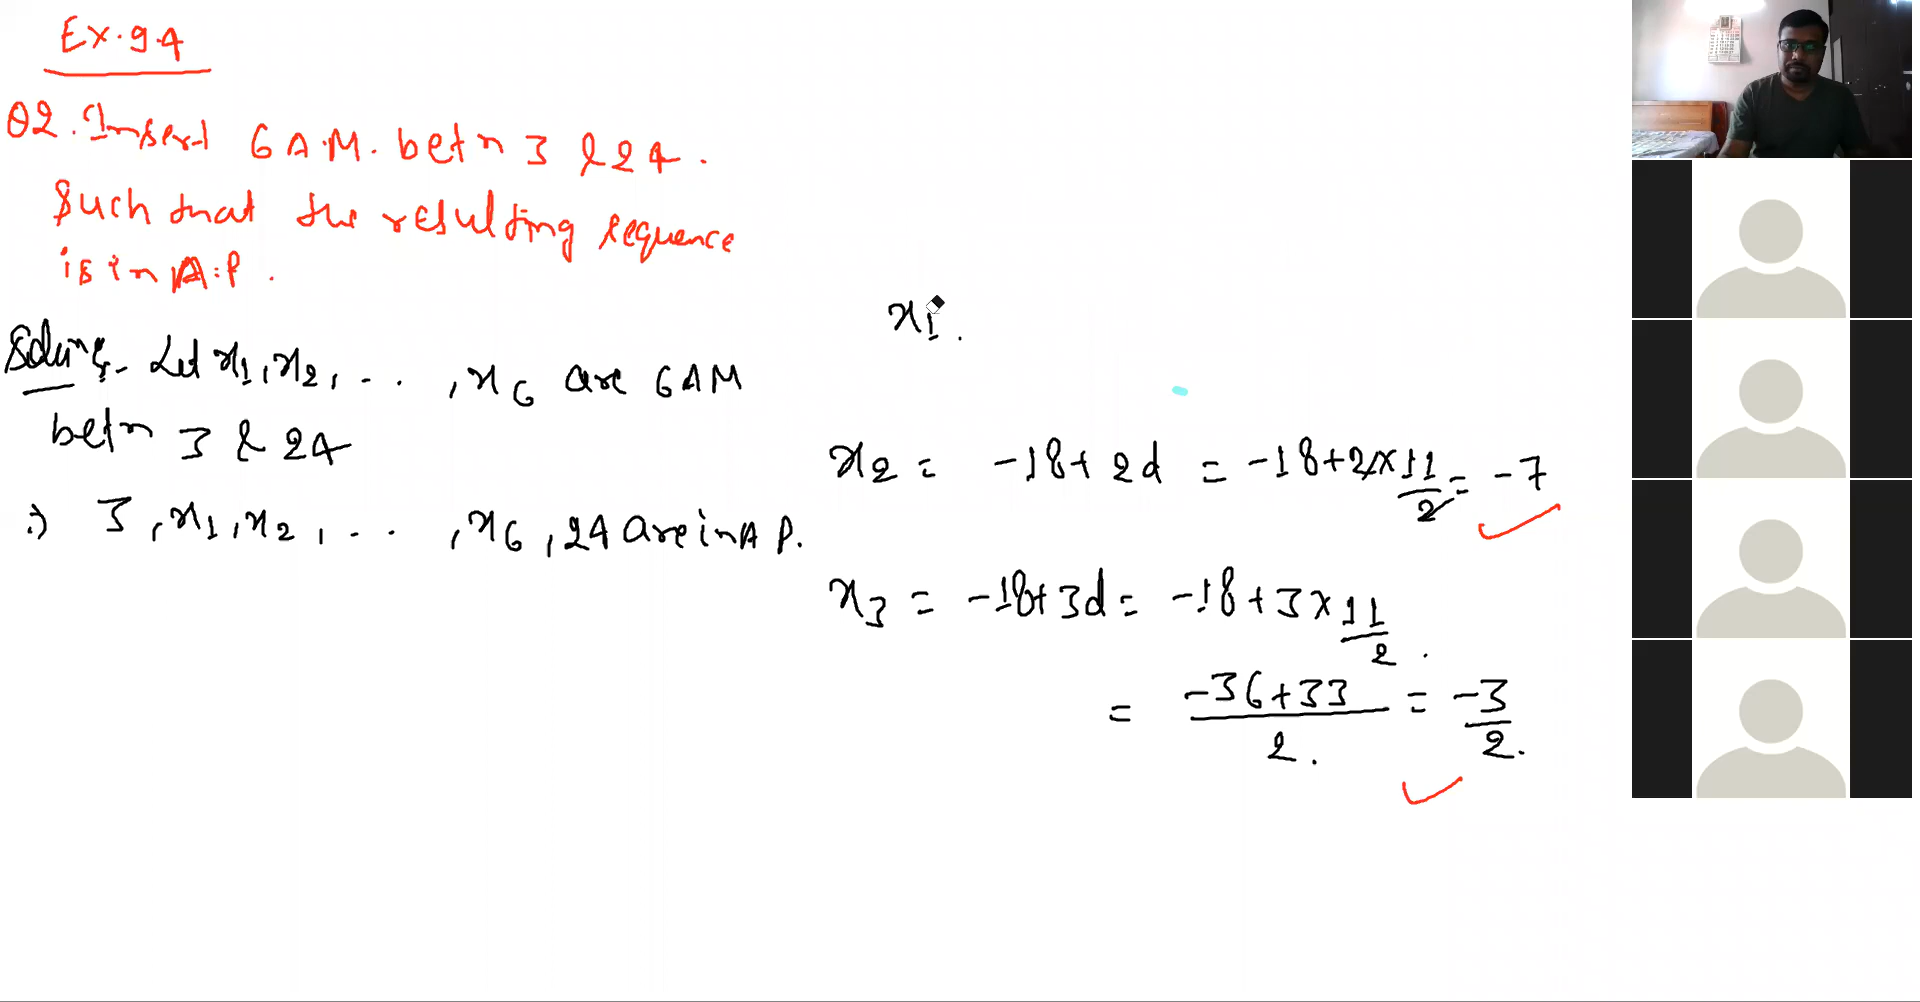 Ex. 9.4
Q2. Insert 6 A.M. betn 3 & 24.
Such that the resulting sequence
is in A.P.
Soluns- Let x1, x2, ... , x6 are 6 AM
betn 3 & 24
∴) 3, x1, x2, ... , x6, 24 are in A P.
x1.
x2 = -18+2d = -18+2×11/2 = -7
x3 = -18+3d = -18+3×11/2.
= -36+33/2. = -3/2.